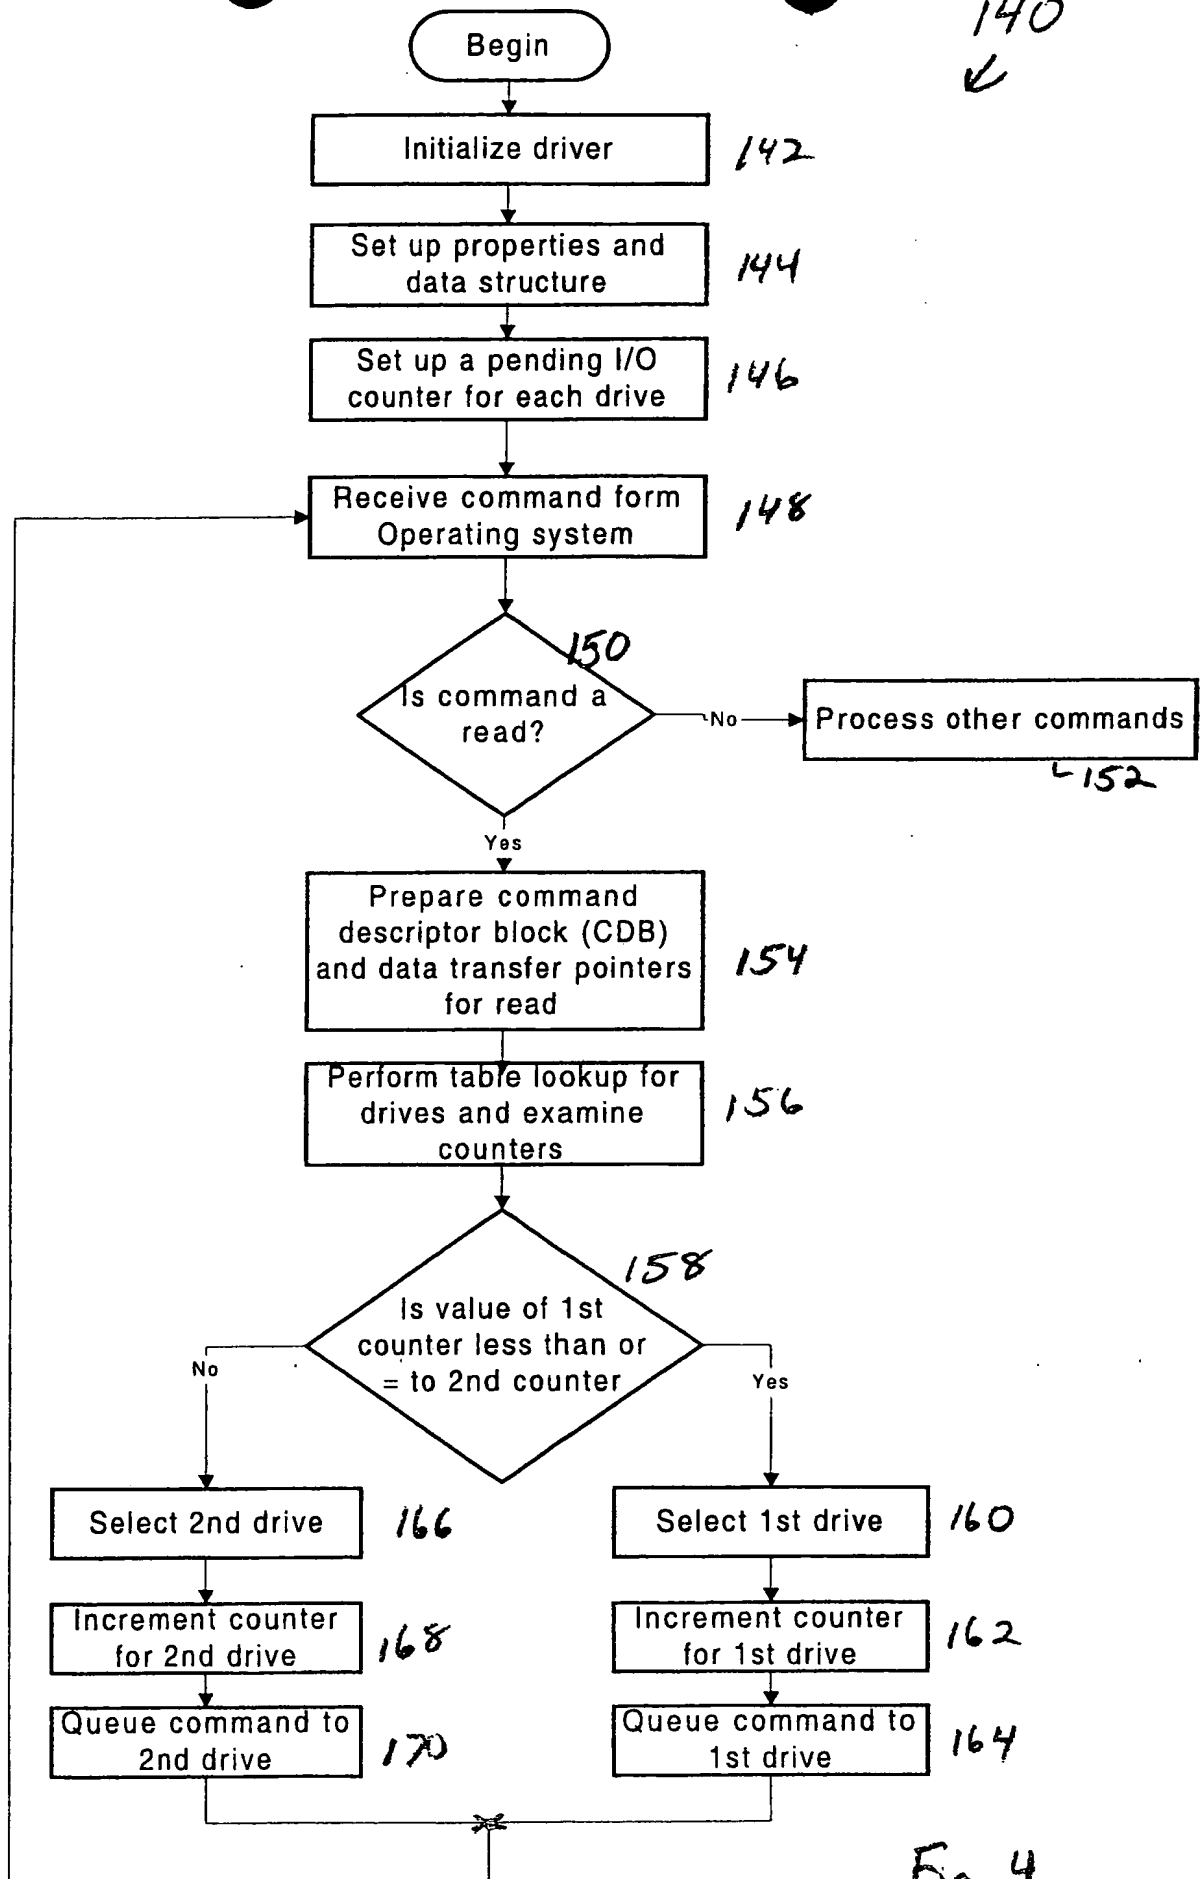 140
Begin
Initialize driver
142
Set up properties and
data structure
144
Set up a pending I/O
counter for each drive
146
Receive command form
Operating system
148
150
Is command a
read?
No
Process other commands
152
Yes
Prepare command
descriptor block (CDB)
and data transfer pointers
for read
154
Perform table lookup for
drives and examine
counters
156
158
Is value of 1st
counter less than or
= to 2nd counter
No
Yes
Select 2nd drive
166
Select 1st drive
160
Increment counter
for 2nd drive
168
Increment counter
for 1st drive
162
Queue command to
2nd drive
170
Queue command to
1st drive
164
4